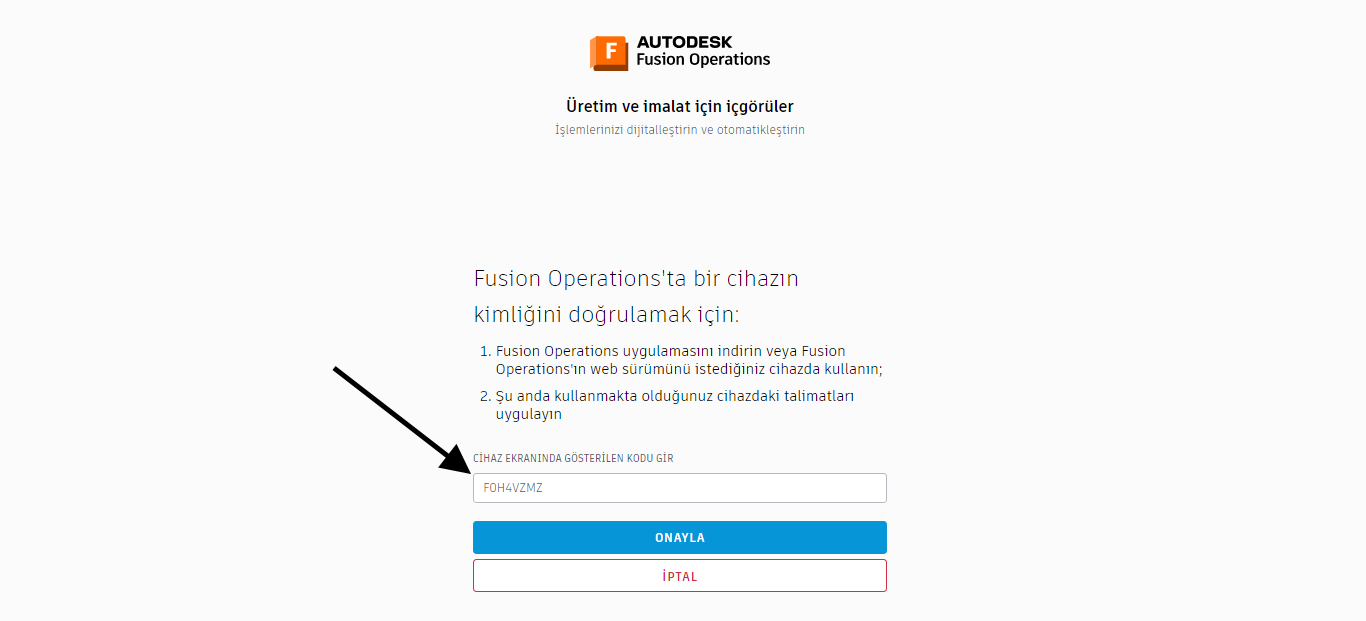 F
AUTODESK
Fusion Operations
Üretim ve imalat için içgörüler
İşlemlerinizi dijitalleştirin ve otomatikleştirin
Fusion Operations'ta bir cihazın
kimliğini doğrulamak için:
1. Fusion Operations uygulamasını indirin veya Fusion
Operations'ın web sürümünü istediğiniz cihazda kullanın;
2. Şu anda kullanmakta olduğunuz cihazdaki talimatları
uygulayın
CİHAZ EKRANINDA GÖSTERİLEN KODU GİR
F0H4VZMZ
ONAYLA
İPTAL